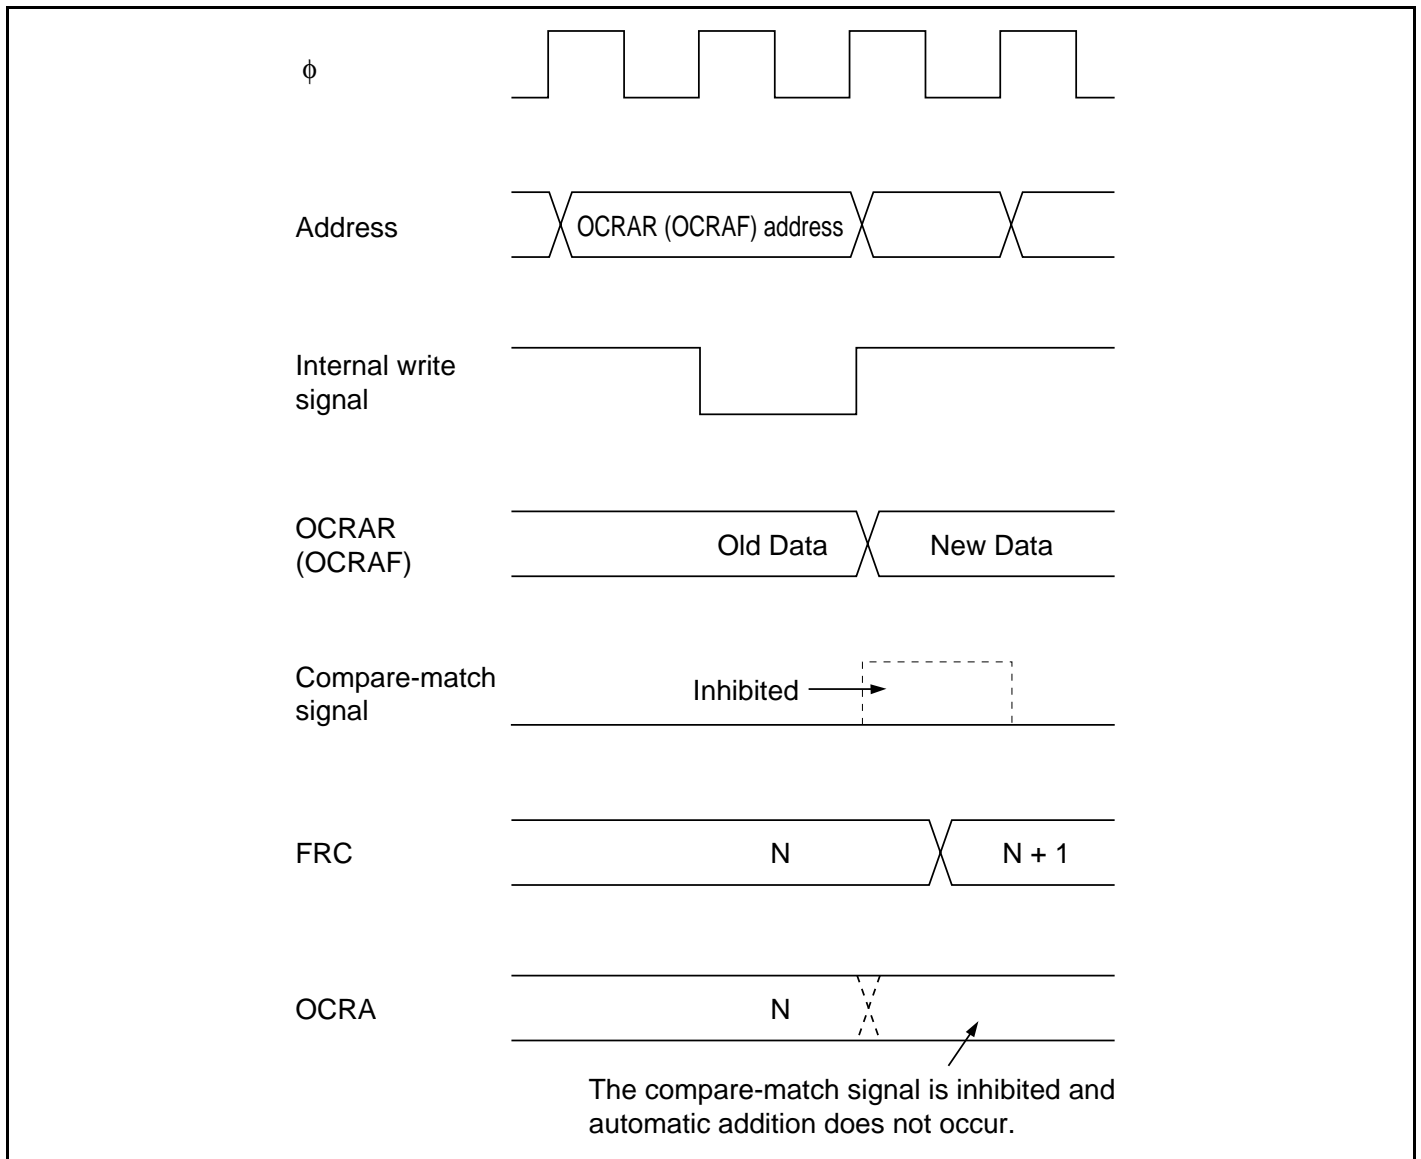 ϕ
Address
OCRAR (OCRAF) address
Internal write
signal
OCRAR
(OCRAF)
Old Data
New Data
Compare-match
signal
Inhibited
FRC
N
N + 1
OCRA
N
The compare-match signal is inhibited and
automatic addition does not occur.